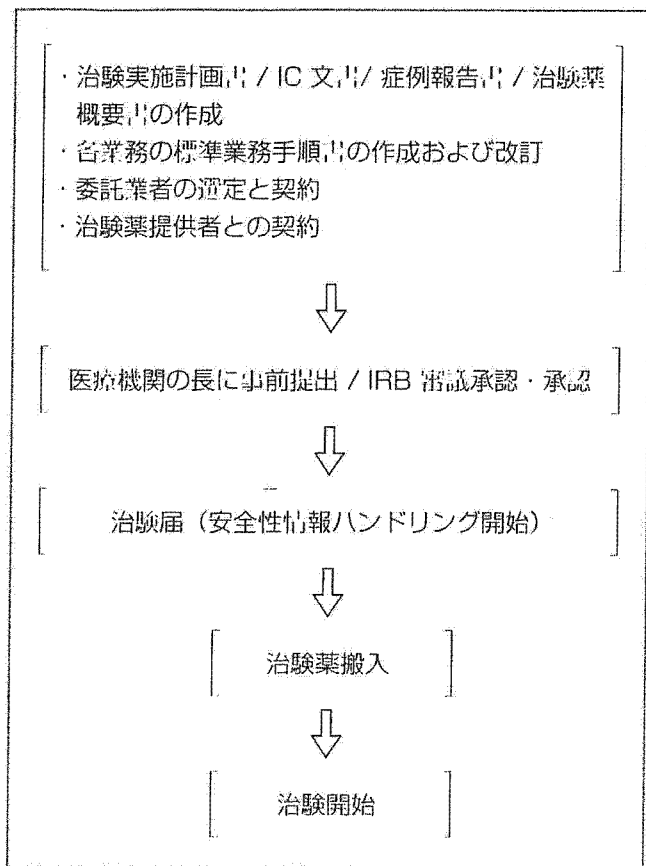 ・治験実施計画書 / IC 文書/ 症例報告書 / 治験薬
概要書の作成
・各業務の標準業務手順書の作成および改訂
・委託業者の選定と契約
・治験薬提供者との契約
医療機関の長に事前提出 / IRB 審議承認・承認
治験届（安全性情報ハンドリング開始）
治験薬搬入
治験開始